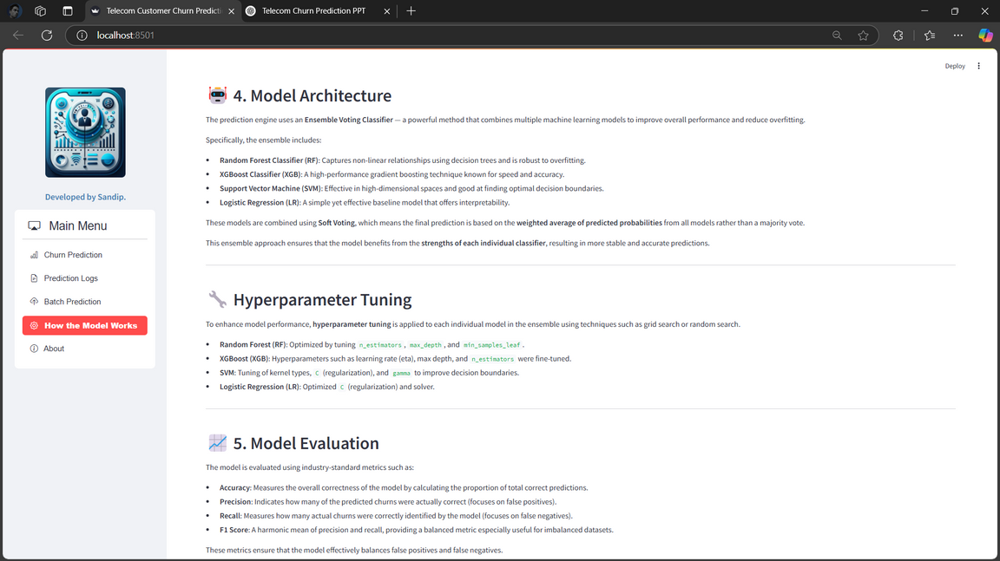 Telecom Customer Churn Predicti
Telecom Churn Prediction PPT
localhost:8501
Deploy
Developed by Sandip.
Main Menu
Churn Prediction
Prediction Logs
Batch Prediction
How the Model Works
About
4. Model Architecture
The prediction engine uses an Ensemble Voting Classifier — a powerful method that combines multiple machine learning models to improve overall performance and reduce overfitting.
Specifically, the ensemble includes:
• Random Forest Classifier (RF): Captures non-linear relationships using decision trees and is robust to overfitting.
• XGBoost Classifier (XGB): A high-performance gradient boosting technique known for speed and accuracy.
• Support Vector Machine (SVM): Effective in high-dimensional spaces and good at finding optimal decision boundaries.
• Logistic Regression (LR): A simple yet effective baseline model that offers interpretability.
These models are combined using Soft Voting, which means the final prediction is based on the weighted average of predicted probabilities from all models rather than a majority vote.
This ensemble approach ensures that the model benefits from the strengths of each individual classifier, resulting in more stable and accurate predictions.
Hyperparameter Tuning
To enhance model performance, hyperparameter tuning is applied to each individual model in the ensemble using techniques such as grid search or random search.
• Random Forest (RF): Optimized by tuning n_estimators, max_depth, and min_samples_leaf.
• XGBoost (XGB): Hyperparameters such as learning rate (eta), max depth, and n_estimators were fine-tuned.
• SVM: Tuning of kernel types, C (regularization), and gamma to improve decision boundaries.
• Logistic Regression (LR): Optimized C (regularization) and solver.
5. Model Evaluation
The model is evaluated using industry-standard metrics such as:
• Accuracy: Measures the overall correctness of the model by calculating the proportion of total correct predictions.
• Precision: Indicates how many of the predicted churns were actually correct (focuses on false positives).
• Recall: Measures how many actual churns were correctly identified by the model (focuses on false negatives).
• F1 Score: A harmonic mean of precision and recall, providing a balanced metric especially useful for imbalanced datasets.
These metrics ensure that the model effectively balances false positives and false negatives.